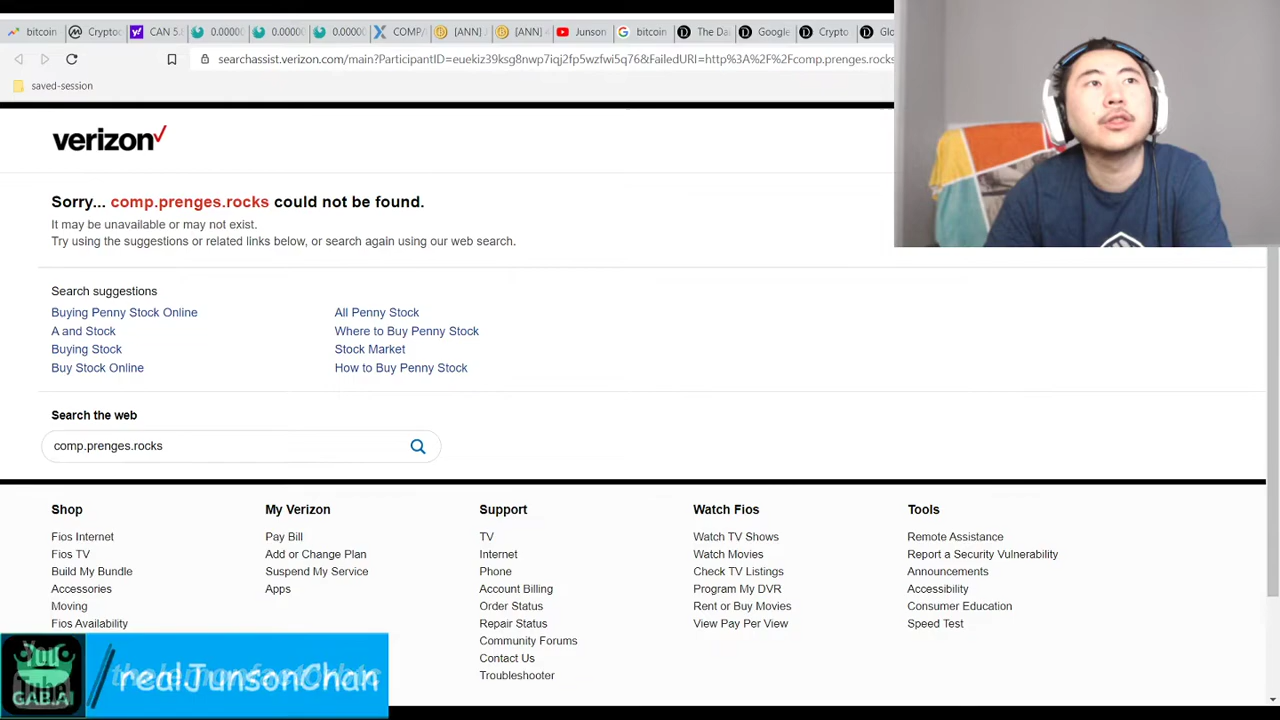 bitcoin
Cryptoc
CAN 5.
0.0000
0.0000
0.0000
COMP/
[ANN]
[ANN]
Junson
bitcoin
The Dai
Google
Crypto
Glo
searchassist.verizon.com/main?ParticipantID=euekiz39ksg8nwp7iqj2fp5wzfwi5q76&FailedURI=http%3A%2F%2Fcomp.prenges.rocks
saved-session
verizon
Sorry... comp.prenges.rocks could not be found.
It may be unavailable or may not exist.
Try using the suggestions or related links below, or search again using our web search.
Search suggestions
Buying Penny Stock Online
All Penny Stock
A and Stock
Where to Buy Penny Stock
Buying Stock
Stock Market
Buy Stock Online
How to Buy Penny Stock
Search the web
comp.prenges.rocks
Shop
My Verizon
Support
Watch Fios
Tools
Fios Internet
Pay Bill
TV
Watch TV Shows
Remote Assistance
Fios TV
Add or Change Plan
Internet
Watch Movies
Report a Security Vulnerability
Build My Bundle
Suspend My Service
Phone
Check TV Listings
Announcements
Accessories
Apps
Account Billing
Program My DVR
Accessibility
Moving
Order Status
Rent or Buy Movies
Consumer Education
Fios Availability
Repair Status
View Pay Per View
Speed Test
Community Forums
Contact Us
Troubleshooter
You
Tube
GAB.AI
/realJunsonChan